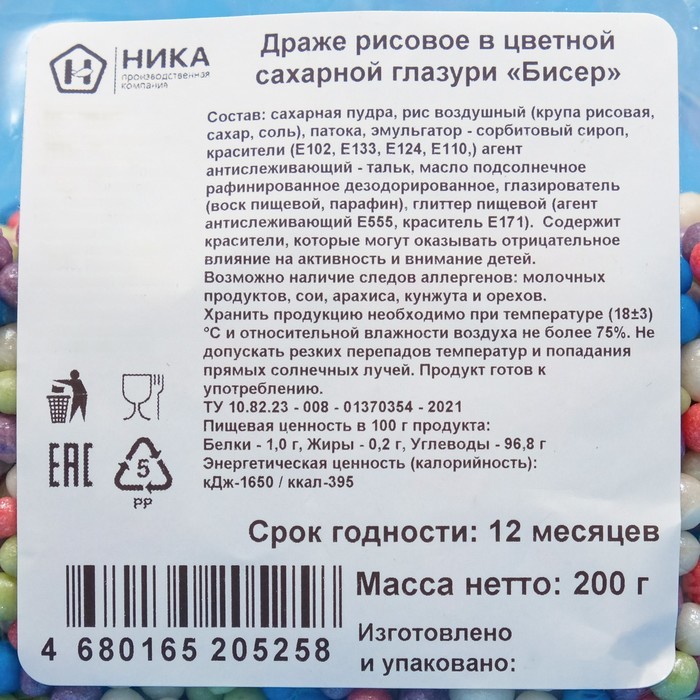 НИКА
производственная
компания
Драже рисовое в цветной
сахарной глазури «Бисер»
Состав: сахарная пудра, рис воздушный (крупа рисовая,
сахар, соль), патока, эмульгатор - сорбитовый сироп,
красители (Е102, Е133, Е124, Е110,) агент
антислеживающий - тальк, масло подсолнечное
рафинированное дезодорированное, глазирователь
(воск пищевой, парафин), глиттер пищевой (агент
антислеживающий Е555, краситель Е171). Содержит
красители, которые могут оказывать отрицательное
влияние на активность и внимание детей.
Возможно наличие следов аллергенов: молочных
продуктов, сои, арахиса, кунжута и орехов.
Хранить продукцию необходимо при температуре (18±3)
°С и относительной влажности воздуха не более 75%. Не
допускать резких перепадов температур и попадания
прямых солнечных лучей. Продукт готов к
употреблению.
ТУ 10.82.23 - 008 - 01370354 - 2021
Пищевая ценность в 100 г продукта:
Белки - 1,0 г, Жиры - 0,2 г, Углеводы - 96,8 г
Энергетическая ценность (калорийность):
кДж-1650 / ккал-395
EAC
5
PP
Срок годности: 12 месяцев
Масса нетто: 200 г
4 680165 205258
Изготовлено
и упаковано: